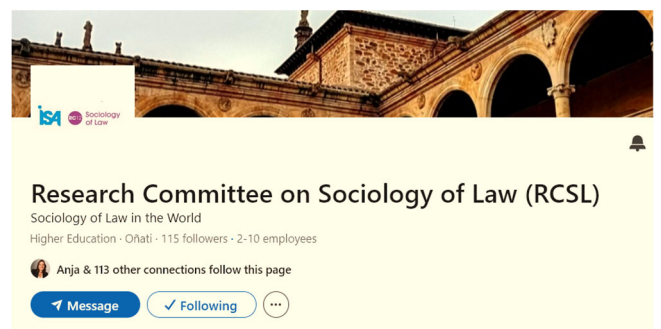 isa RC12 Sociology
of Law
Research Committee on Sociology of Law (RCSL)
Sociology of Law in the World
Higher Education · Oñati · 115 followers · 2-10 employees
Anja & 113 other connections follow this page
Message Following